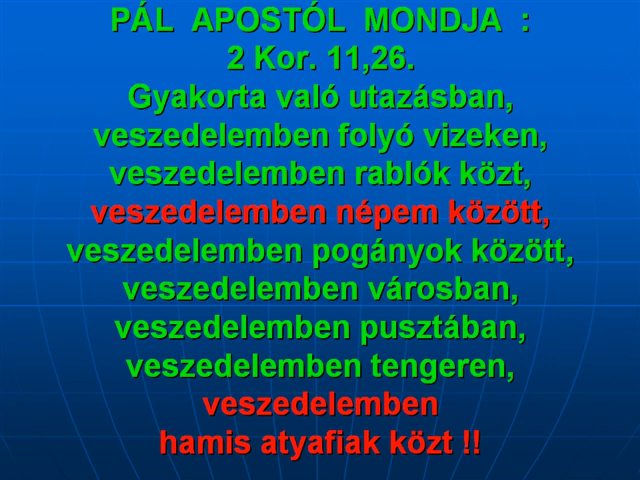 PÁL APOSTÓL MONDJA :
2 Kor. 11,26.
Gyakorta való utazásban,
veszedelemben folyó vizeken,
veszedelemben rablók közt,
veszedelemben népem között,
veszedelemben pogányok között,
veszedelemben városban,
veszedelemben pusztában,
veszedelemben tengeren,
veszedelemben
hamis atyafiak közt !!